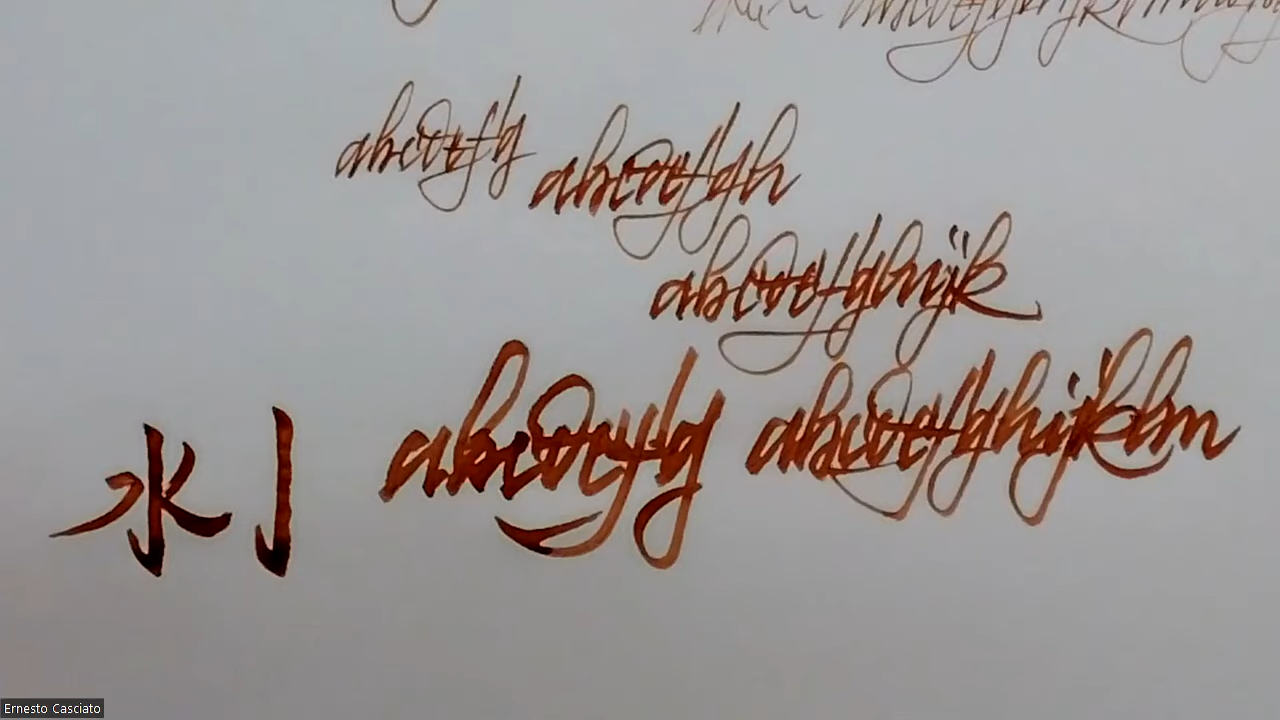 abcdefg
abcdefgh
abcdefghijk
水亅 abcdefg abcdefghijklm
Ernesto Casciato